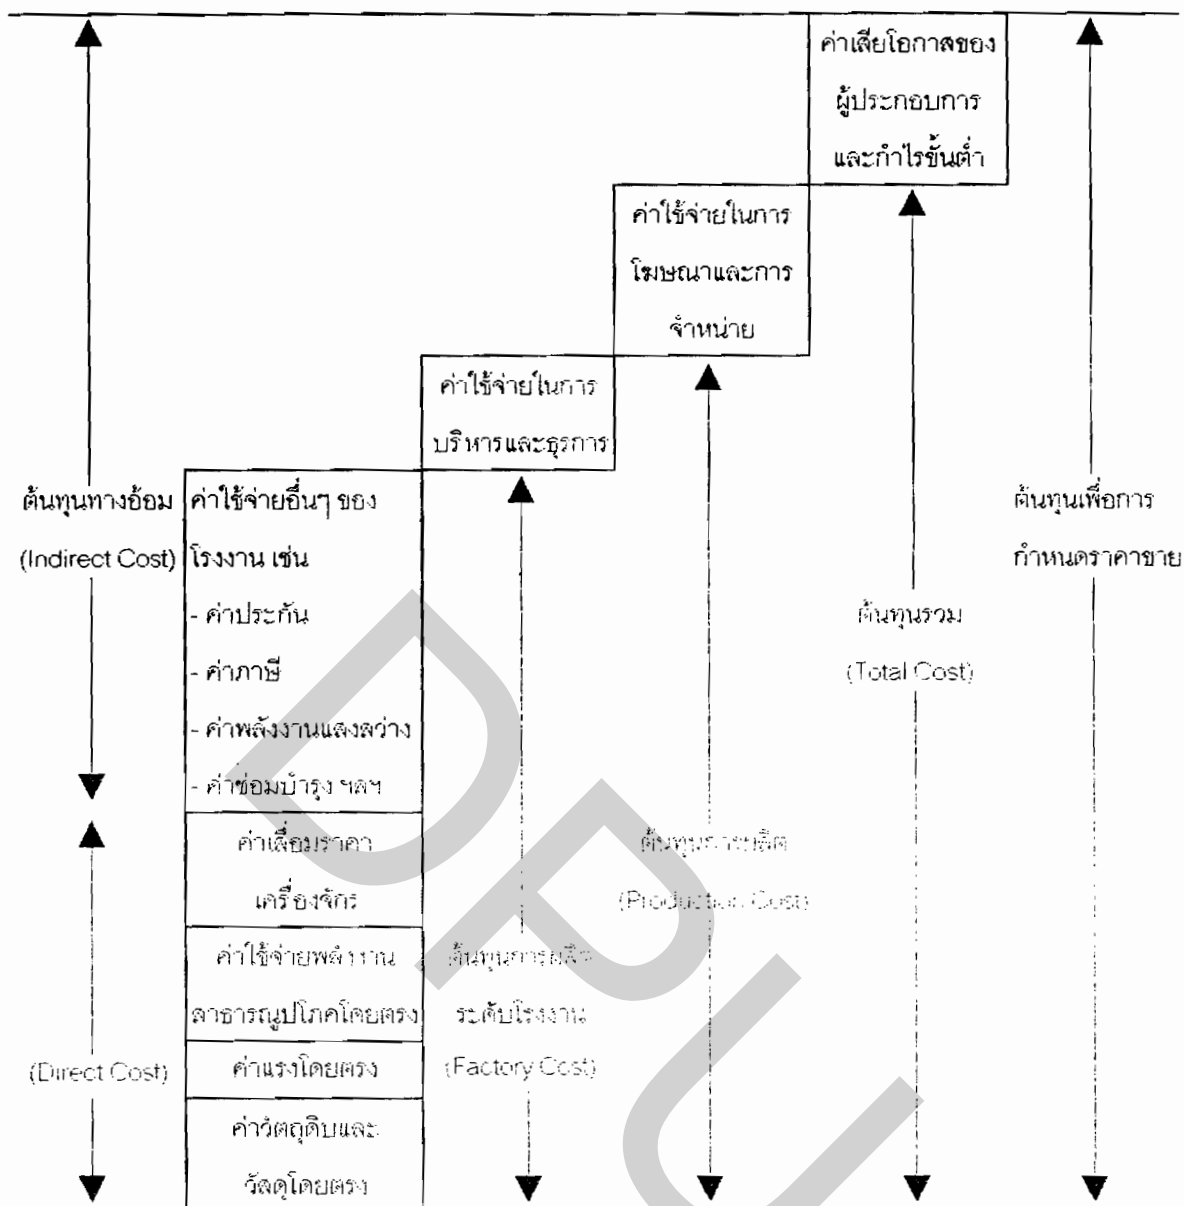 ค่าเสียโอกาสของ
ผู้ประกอบการ
และกำไรขั้นต่ำ
ค่าใช้จ่ายในการ
โฆษณาและการ
จำหน่าย
ค่าใช้จ่ายในการ
บริหารและธุรการ
ต้นทุนทางอ้อม
(Indirect Cost)
ค่าใช้จ่ายอื่นๆ ของ
โรงงาน เช่น
- ค่าประกัน
- ค่าภาษี
- ค่าพลังงานแสงสว่าง
- ค่าซ่อมบำรุง ฯลฯ
ค่าเสื่อมราคา
เครื่องจักร
ค่าใช้จ่ายพลังงาน
สาธารณูปโภคโดยตรง
(Direct Cost)
ค่าแรงโดยตรง
ค่าวัตถุดิบและ
วัสดุโดยตรง
ต้นทุนการผลิต
ระดับโรงงาน
(Factory Cost)
ต้นทุนการผลิต
(Production Cost)
ต้นทุนรวม
(Total Cost)
ต้นทุนเพื่อการ
กำหนดราคาขาย
DPU